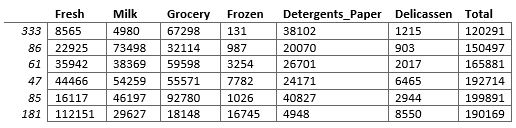 Fresh Milk Grocery Frozen Detergents_Paper Delicassen Total
333 8565 4980 67298 131 38102 1215 120291
86 22925 73498 32114 987 20070 903 150497
61 35942 38369 59598 3254 26701 2017 165881
47 44466 54259 55571 7782 24171 6465 192714
85 16117 46197 92780 1026 40827 2944 199891
181 112151 29627 18148 16745 4948 8550 190169